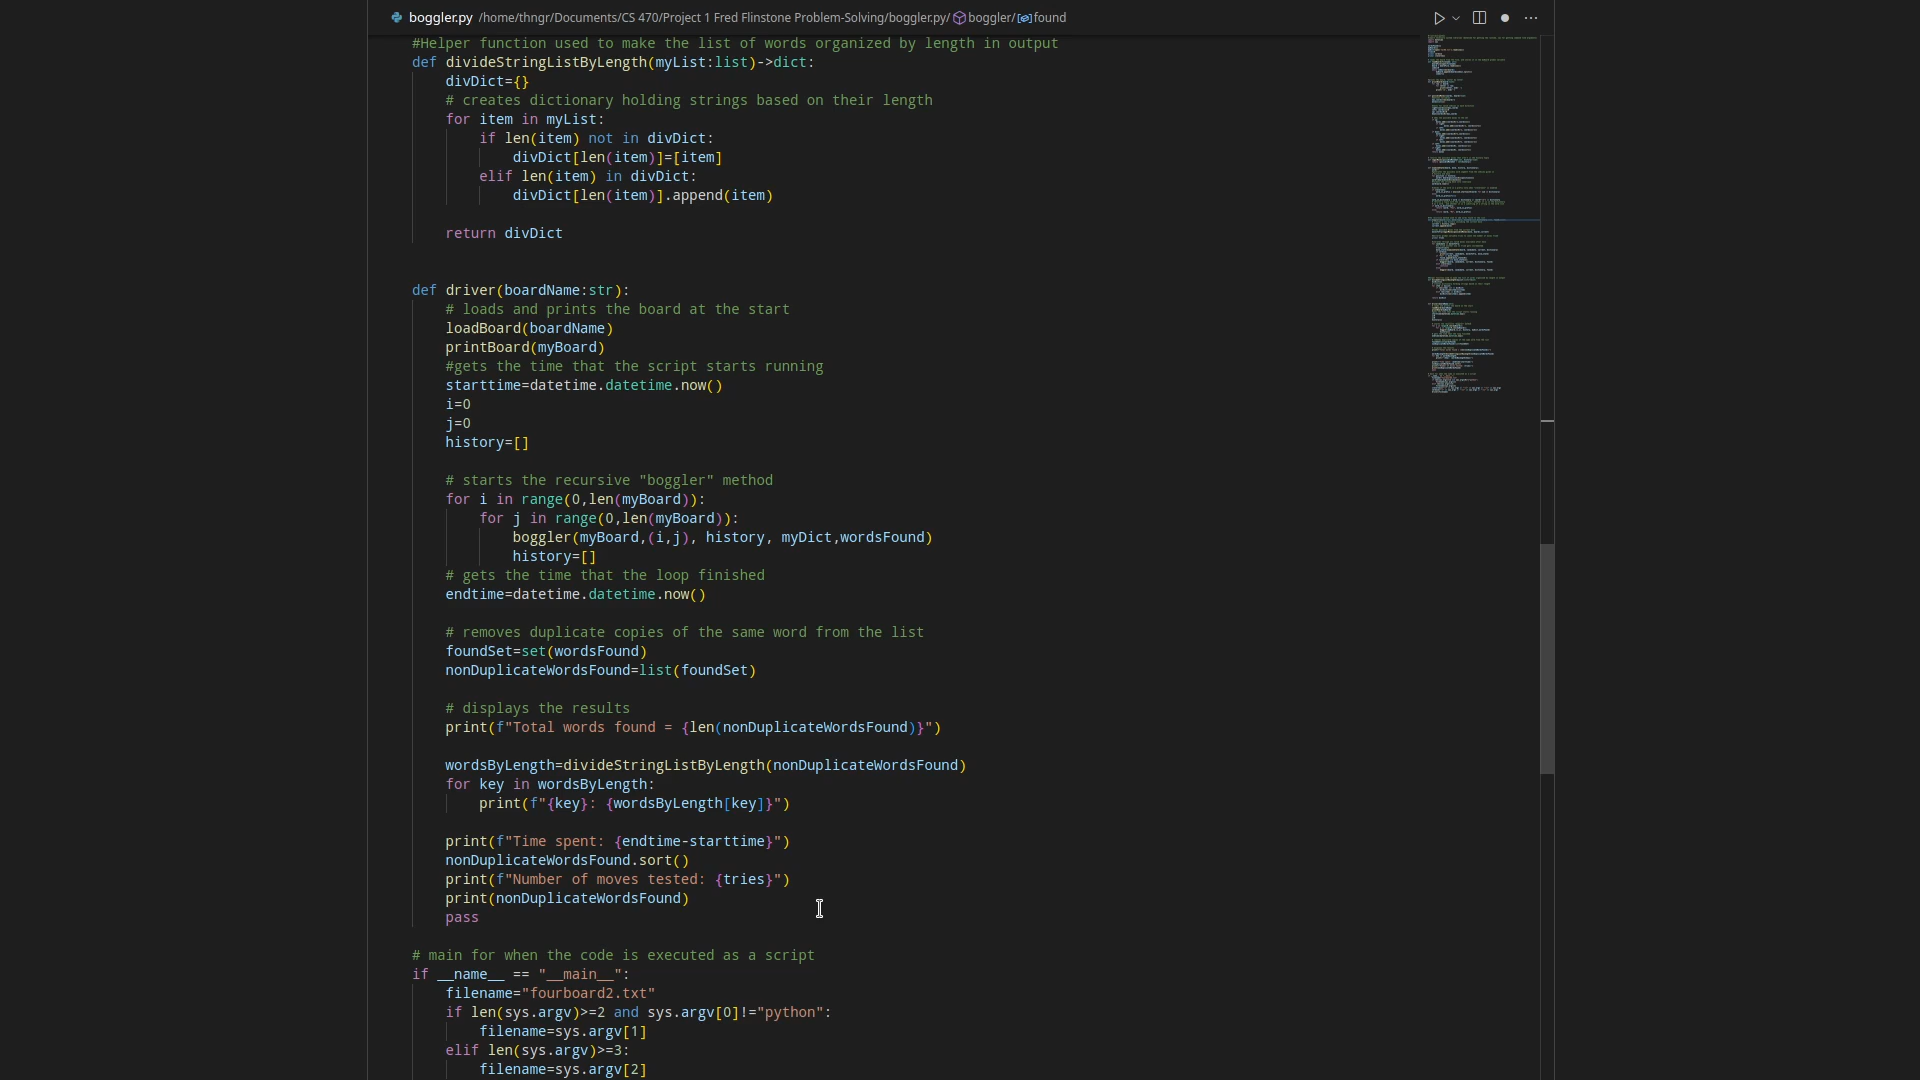 boggler.py /home/thngr/Documents/CS 470/Project 1 Fred Flinstone Problem-Solving/boggler.py/ boggler/ found
#Helper function used to make the list of words organized by length in output
def divideStringListByLength(myList:list)->dict:
    divDict={}
    # creates dictionary holding strings based on their length
    for item in myList:
        if len(item) not in divDict:
            divDict[len(item)]=[item]
        elif len(item) in divDict:
            divDict[len(item)].append(item)

    return divDict


def driver(boardName:str):
    # loads and prints the board at the start
    loadBoard(boardName)
    printBoard(myBoard)
    #gets the time that the script starts running
    starttime=datetime.datetime.now()
    i=0
    j=0
    history=[]

    # starts the recursive "boggler" method
    for i in range(0,len(myBoard)):
        for j in range(0,len(myBoard)):
            boggler(myBoard,(i,j), history, myDict,wordsFound)
            history=[]
    # gets the time that the loop finished
    endtime=datetime.datetime.now()

    # removes duplicate copies of the same word from the list
    foundSet=set(wordsFound)
    nonDuplicateWordsFound=list(foundSet)

    # displays the results
    print(f"Total words found = {len(nonDuplicateWordsFound)}")

    wordsByLength=divideStringListByLength(nonDuplicateWordsFound)
    for key in wordsByLength:
        print(f"{key}: {wordsByLength[key]}")

    print(f"Time spent: {endtime-starttime}")
    nonDuplicateWordsFound.sort()
    print(f"Number of moves tested: {tries}")
    print(nonDuplicateWordsFound)
    pass

# main for when the code is executed as a script
if __name__ == "__main__":
    filename="fourboard2.txt"
    if len(sys.argv)>=2 and sys.argv[0]!="python":
        filename=sys.argv[1]
    elif len(sys.argv)>=3:
        filename=sys.argv[2]